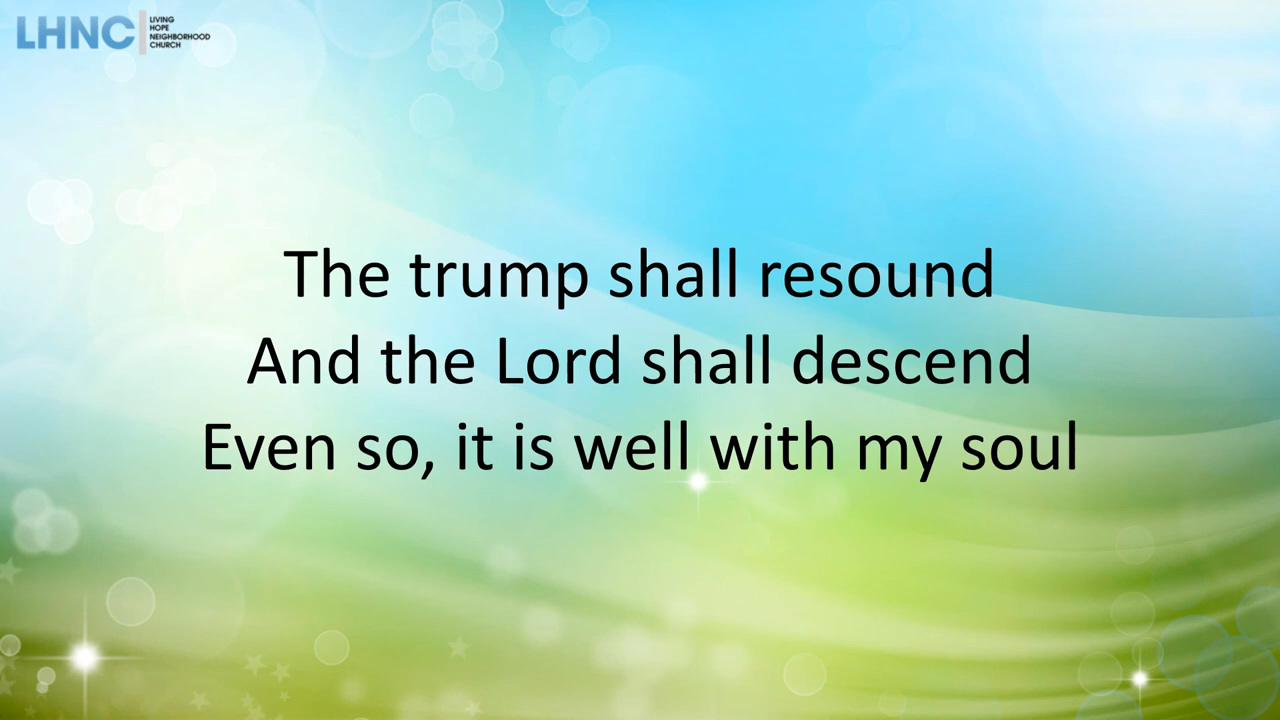 LHNC
LIVING
HOPE
NEIGHBORHOOD
CHURCH
The trump shall resound
And the Lord shall descend
Even so, it is well with my soul